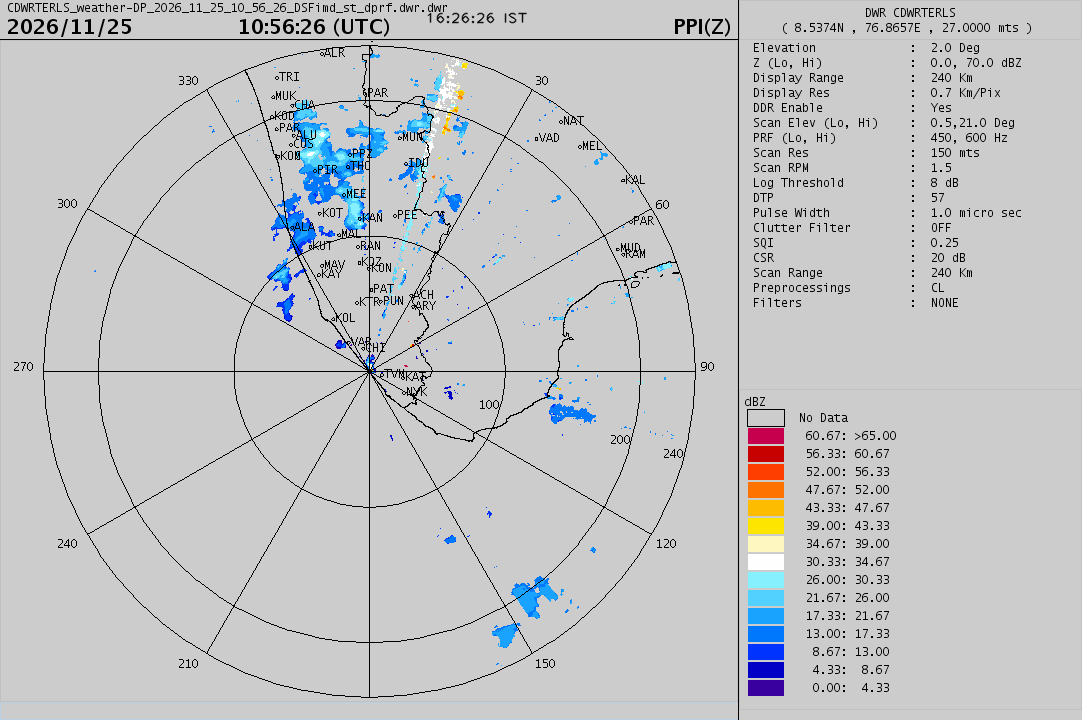 CDWRTERLS_weather-DP_2026_11_25_10_56_26_DSFimd_st_dprf.dwr.dwr
2026/11/25 10:56:26 (UTC) 16:26:26 IST PPI(Z)
DWR CDWRTERLS
( 8.5374N , 76.8657E , 27.0000 mts )
Elevation : 2.0 Deg
Z (Lo, Hi) : 0.0, 70.0 dBZ
Display Range : 240 Km
Display Res : 0.7 Km/Pix
DDR Enable : Yes
Scan Elev (Lo, Hi) : 0.5,21.0 Deg
PRF (Lo, Hi) : 450, 600 Hz
Scan Res : 150 mts
Scan RPM : 1.5
Log Threshold : 8 dB
DTP : 57
Pulse Width : 1.0 micro sec
Clutter Filter : OFF
SQI : 0.25
CSR : 20 dB
Scan Range : 240 Km
Preprocessings : CL
Filters : NONE
dBZ
No Data
60.67: >65.00
56.33: 60.67
52.00: 56.33
47.67: 52.00
43.33: 47.67
39.00: 43.33
34.67: 39.00
30.33: 34.67
26.00: 30.33
21.67: 26.00
17.33: 21.67
13.00: 17.33
8.67: 13.00
4.33: 8.67
0.00: 4.33
ALR
TRI
330
30
MUK
PAR
CHA
KOD
NAT
PAR
ALU
MUN
VAD
CUS
MEL
KOM
PPZ
PIR
THO
IDU
KAL
MEE
300
60
KOT
KAN
PEE
PAR
ALA
MAL
KUT
RAN
MUD
RAM
MAV
KOZ
KON
KAY
PAT
ACH
KTR
PUN
ARY
KOL
VAR
CHI
270
90
TVM
KAT
NYK
100
200
240
240
120
210
150